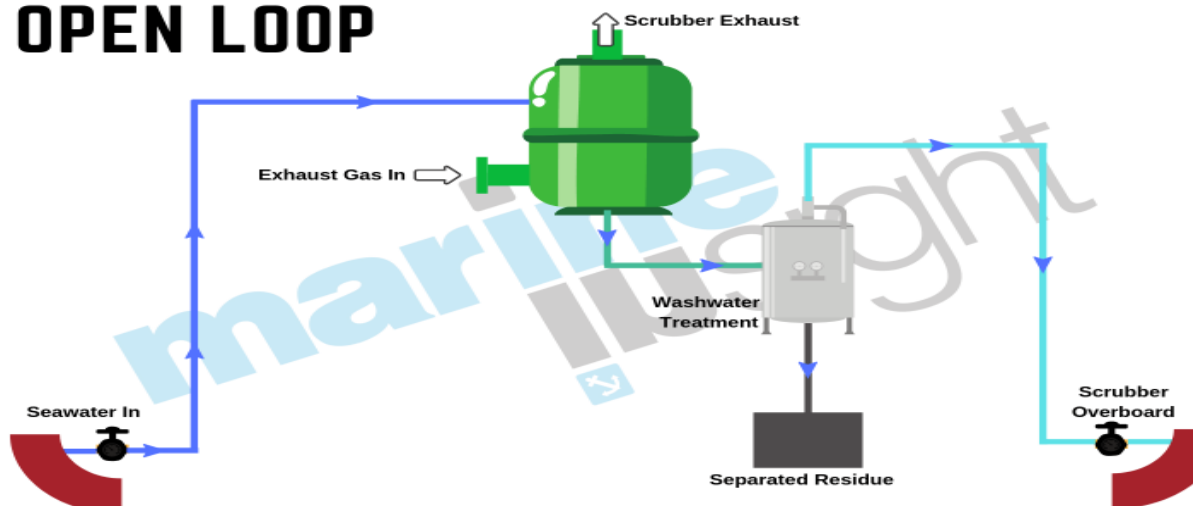 OPEN LOOP
Scrubber Exhaust
Exhaust Gas In
Washwater
Treatment
Seawater In
Scrubber
Overboard
Separated Residue
marine
insight